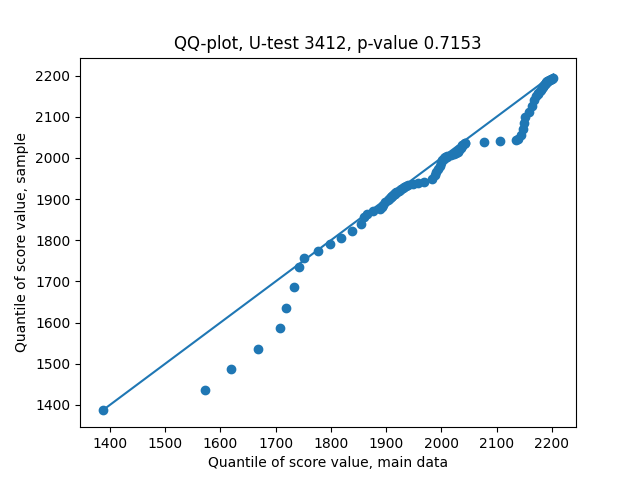 QQ-plot, U-test 3412, p-value 0.7153
Quantile of score value, sample
2200
2100
2000
1900
1800
1700
1600
1500
1400
1400 1500 1600 1700 1800 1900 2000 2100 2200
Quantile of score value, main data